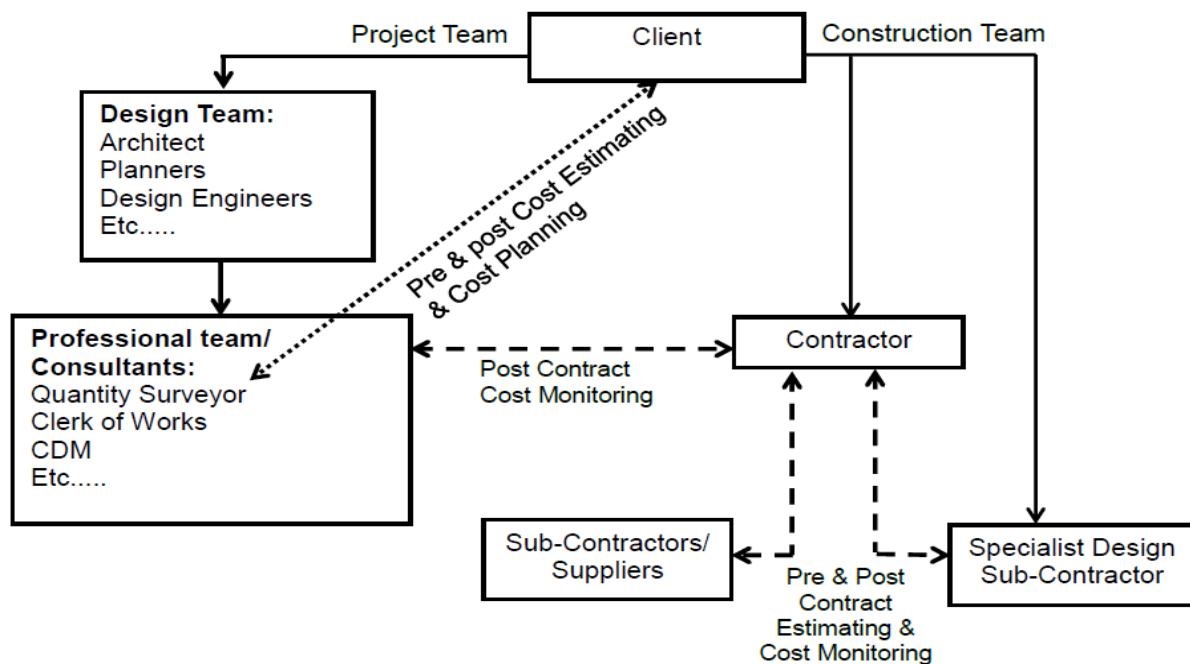 Project Team
Client
Construction Team
Design Team:
Architect
Planners
Design Engineers
Etc.....
Pre & post Cost Estimating
& Cost Planning
Professional team/
Consultants:
Quantity Surveyor
Clerk of Works
CDM
Etc.....
Post Contract
Cost Monitoring
Contractor
Sub-Contractors/
Suppliers
Pre & Post
Contract
Estimating &
Cost Monitoring
Specialist Design
Sub-Contractor